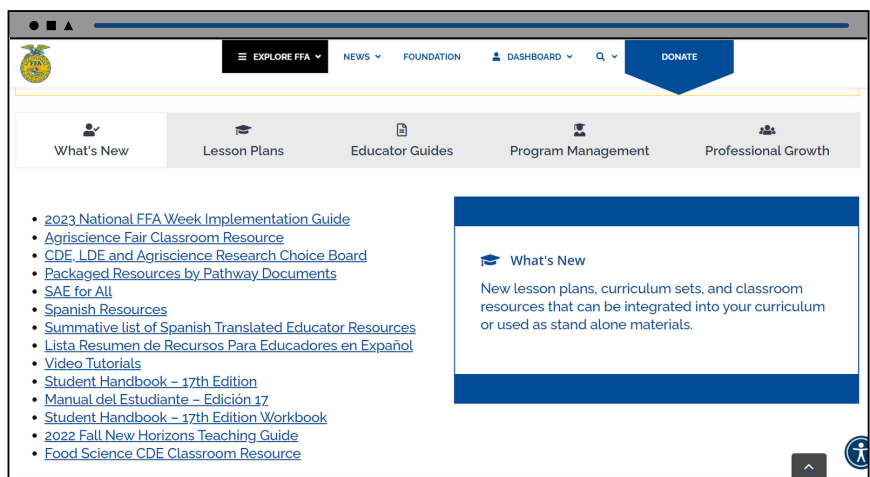 FFA
EXPLORE FFA
NEWS
FOUNDATION
DASHBOARD
DONATE
What's New
Lesson Plans
Educator Guides
Program Management
Professional Growth
2023 National FFA Week Implementation Guide
Agriscience Fair Classroom Resource
CDE, LDE and Agriscience Research Choice Board
Packaged Resources by Pathway Documents
SAE for All
Spanish Resources
Summative list of Spanish Translated Educator Resources
Lista Resumen de Recursos Para Educadores en Español
Video Tutorials
Student Handbook – 17th Edition
Manual del Estudiante – Edición 17
Student Handbook – 17th Edition Workbook
2022 Fall New Horizons Teaching Guide
Food Science CDE Classroom Resource
What's New
New lesson plans, curriculum sets, and classroom
resources that can be integrated into your curriculum
or used as stand alone materials.